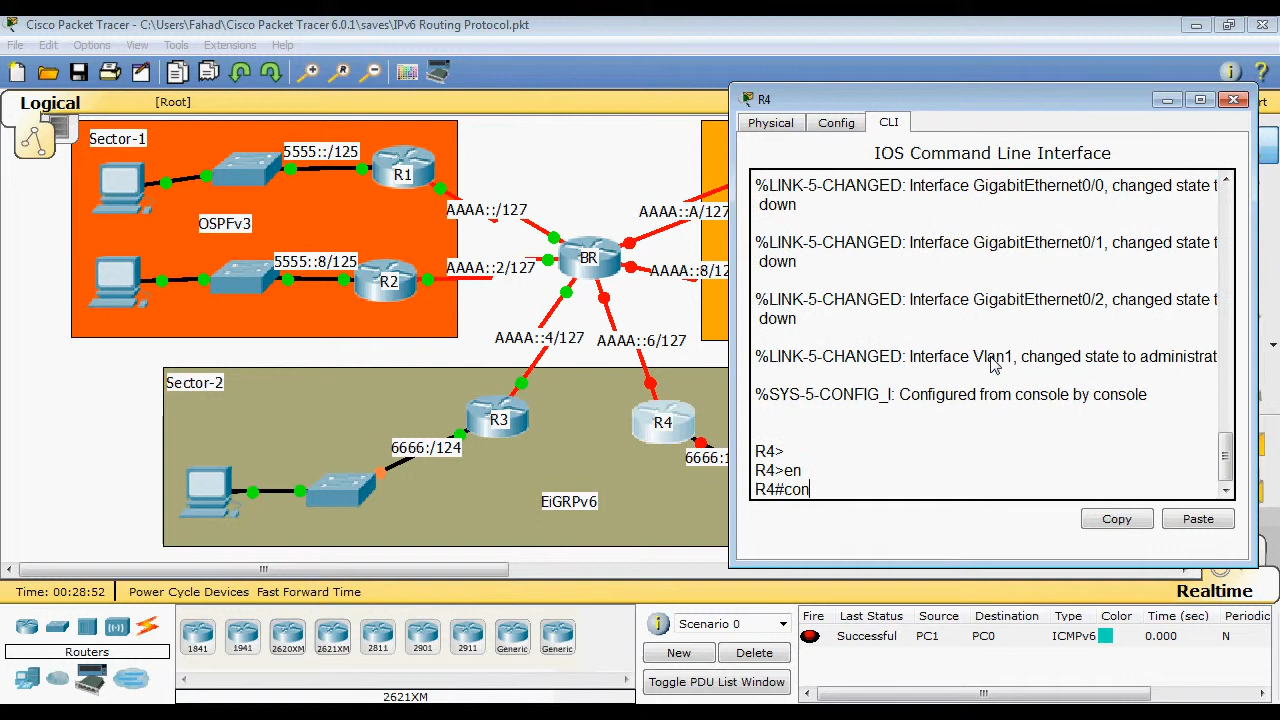 Cisco Packet Tracer - C:\Users\Fahad\Cisco Packet Tracer 6.0.1\saves\IPv6 Routing Protocol.pkt
File Edit Options View Tools Extensions Help
Logical
[Root]
Sector-1
5555::/125
R1
OSPFv3
AAAA::/127
5555::8/125
R2
AAAA::2/127
BR
AAAA::A/127
AAAA::8/12
AAAA::4/127
AAAA::6/127
Sector-2
R3
R4
6666:/124
6666:1
EiGRPv6
R4
Physical Config CLI
IOS Command Line Interface
%LINK-5-CHANGED: Interface GigabitEthernet0/0, changed state t
down
%LINK-5-CHANGED: Interface GigabitEthernet0/1, changed state t
down
%LINK-5-CHANGED: Interface GigabitEthernet0/2, changed state t
down
%LINK-5-CHANGED: Interface Vlan1, changed state to administrat
%SYS-5-CONFIG_I: Configured from console by console
R4>
R4>en
R4#con
Copy Paste
Time: 00:28:52 Power Cycle Devices Fast Forward Time
Realtime
1841 1941 2620XM 2621XM 2811 2901 2911 Generic Generic
Routers
2621XM
Scenario 0
New Delete
Toggle PDU List Window
Fire Last Status Source Destination Type Color Time (sec) Periodic
Successful PC1 PC0 ICMPv6 0.000 N